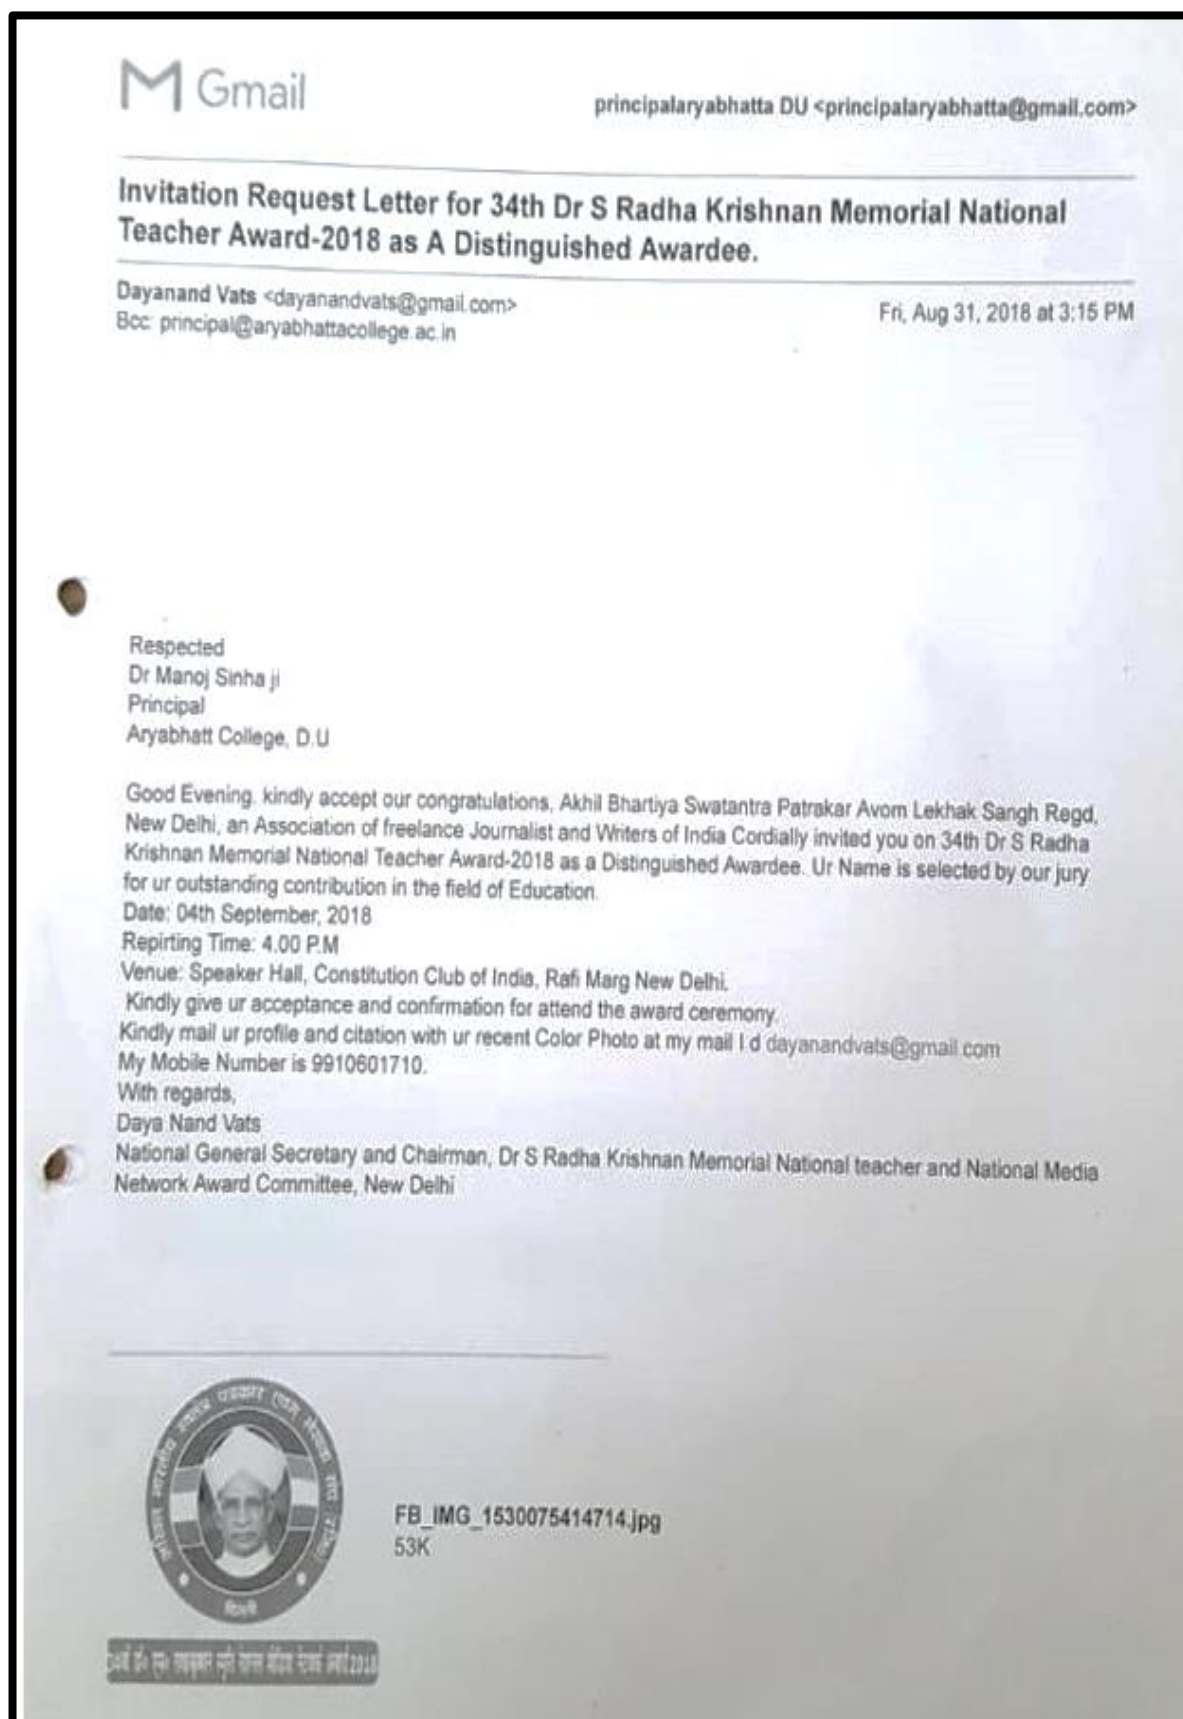 M Gmail
principalaryabhatta DU <principalaryabhatta@gmail.com>
Invitation Request Letter for 34th Dr S Radha Krishnan Memorial National
Teacher Award-2018 as A Distinguished Awardee.
Dayanand Vats <dayanandvats@gmail.com>
Fri, Aug 31, 2018 at 3:15 PM
Bcc: principal@aryabhattacollege.ac.in
Respected
Dr Manoj Sinha ji
Principal
Aryabhatt College, D.U
Good Evening. kindly accept our congratulations, Akhil Bhartiya Swatantra Patrakar Avom Lekhak Sangh Regd,
New Delhi, an Association of freelance Journalist and Writers of India Cordially invited you on 34th Dr S Radha
Krishnan Memorial National Teacher Award-2018 as a Distinguished Awardee. Ur Name is selected by our jury
for ur outstanding contribution in the field of Education.
Date: 04th September, 2018
Repirting Time: 4.00 P.M
Venue: Speaker Hall, Constitution Club of India, Rafi Marg New Delhi.
Kindly give ur acceptance and confirmation for attend the award ceremony.
Kindly mail ur profile and citation with ur recent Color Photo at my mail I d dayanandvats@gmail.com
My Mobile Number is 9910601710.
With regards,
Daya Nand Vats
National General Secretary and Chairman, Dr S Radha Krishnan Memorial National teacher and National Media
Network Award Committee, New Delhi
दिल्ली
FB_IMG_1530075414714.jpg
53K